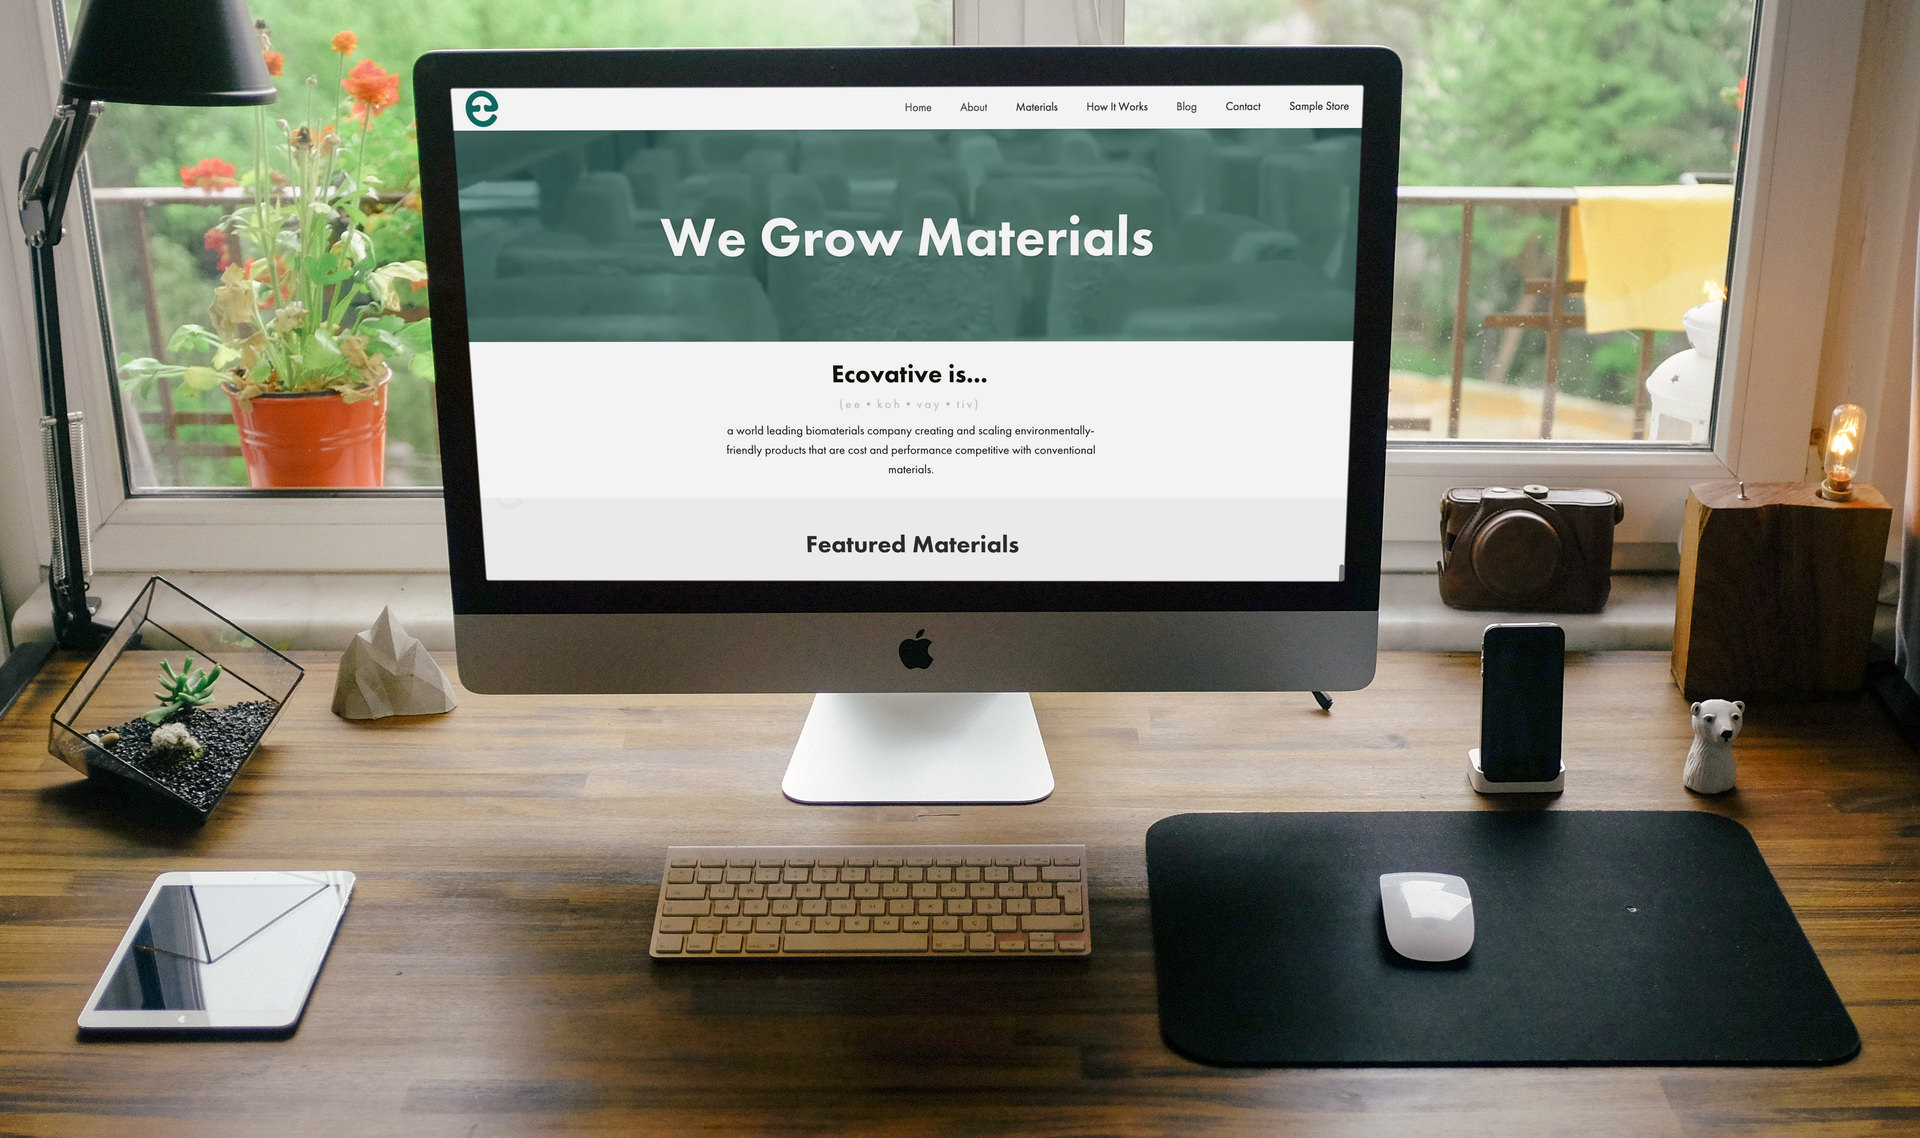 e
Home About Materials How It Works Blog Contact Sample Store
We Grow Materials
Ecovative is...
(ee • koh • vay • tiv)
a world leading biomaterials company creating and scaling environmentally-
friendly products that are cost and performance competitive with conventional
materials.
Featured Materials